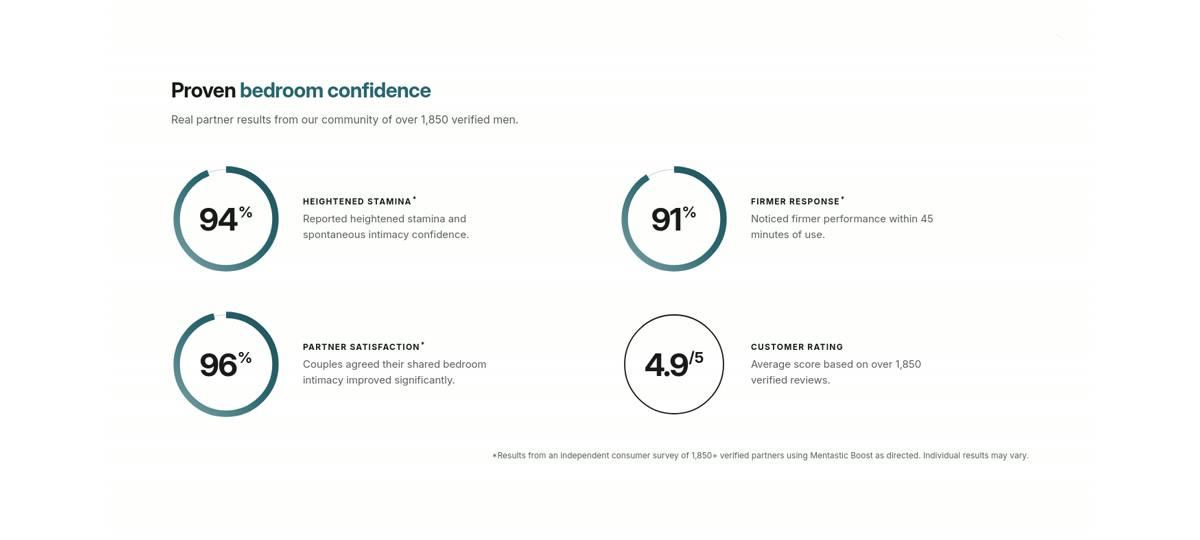 Proven bedroom confidence
Real partner results from our community of over 1,850 verified men.
94%
HEIGHTENED STAMINA*
Reported heightened stamina and
spontaneous intimacy confidence.
91%
FIRMER RESPONSE*
Noticed firmer performance within 45
minutes of use.
96%
PARTNER SATISFACTION*
Couples agreed their shared bedroom
intimacy improved significantly.
4.9/5
CUSTOMER RATING
Average score based on over 1,850
verified reviews.
*Results from an independent consumer survey of 1,850+ verified partners using Mentastic Boost as directed. Individual results may vary.